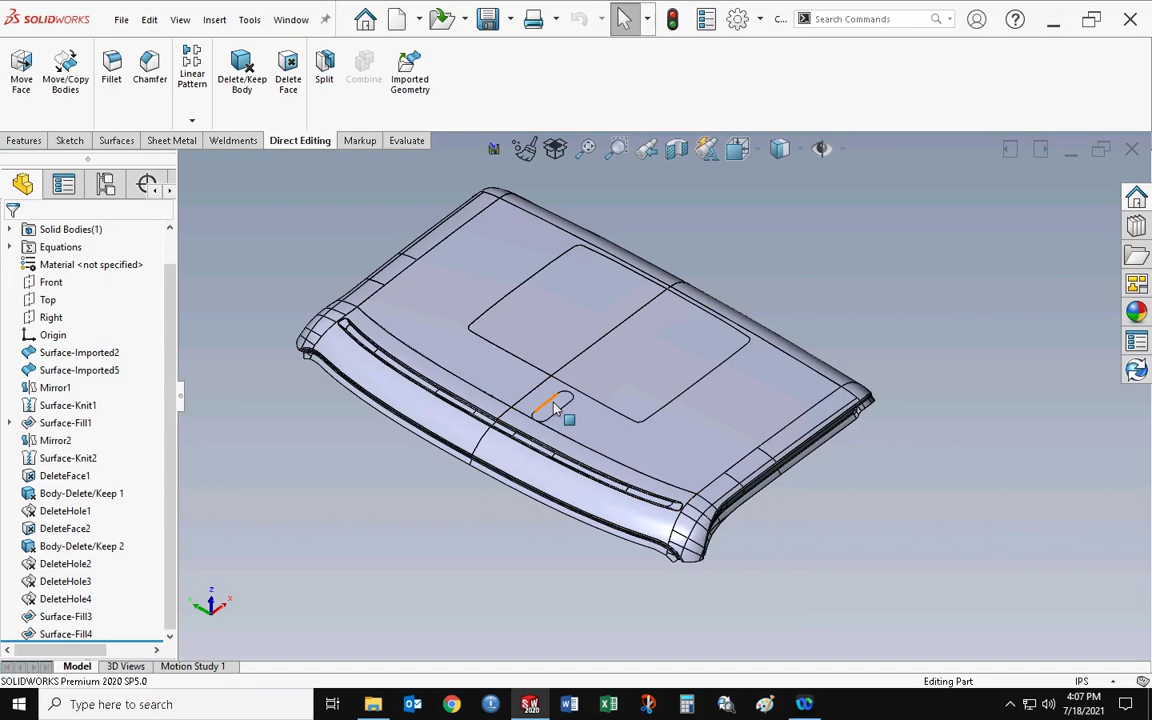 SOLIDWORKS File Edit View Insert Tools Window C... Search Commands
Move Face Move/Copy Bodies Fillet Chamfer Linear Pattern Delete/Keep Body Delete Face Split Combine Imported Geometry
Features Sketch Surfaces Sheet Metal Weldments Direct Editing Markup Evaluate
Solid Bodies(1)
Equations
Material <not specified>
Front
Top
Right
Origin
Surface-Imported2
Surface-Imported5
Mirror1
Surface-Knit1
Surface-Fill1
Mirror2
Surface-Knit2
DeleteFace1
Body-Delete/Keep 1
DeleteHole1
DeleteFace2
Body-Delete/Keep 2
DeleteHole2
DeleteHole3
DeleteHole4
Surface-Fill3
Surface-Fill4
Z
Y
X
Model 3D Views Motion Study 1
SOLIDWORKS Premium 2020 SP5.0 Editing Part IPS
Type here to search
4:07 PM
7/18/2021